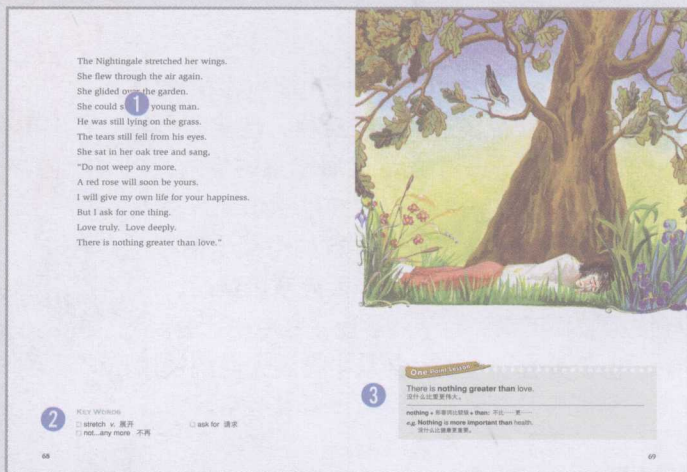 The Nightingale stretched her wings.
She flew through the air again.
She glided over the garden.
She could s 1 young man.
He was still lying on the grass.
The tears still fell from his eyes.
She sat in her oak tree and sang,
"Do not weep any more.
A red rose will soon be yours.
I will give my own life for your happiness.
But I ask for one thing.
Love truly. Love deeply.
There is nothing greater than love."
2
KEY WORDS
stretch v. 展开
ask for 请求
not...any more 不再
68
One Point Lesson
3
There is nothing greater than love.
没什么比爱更伟大。
nothing + 形容词比较级 + than: 不比……更……
e.g. Nothing is more important than health.
没什么比健康更重要。
69